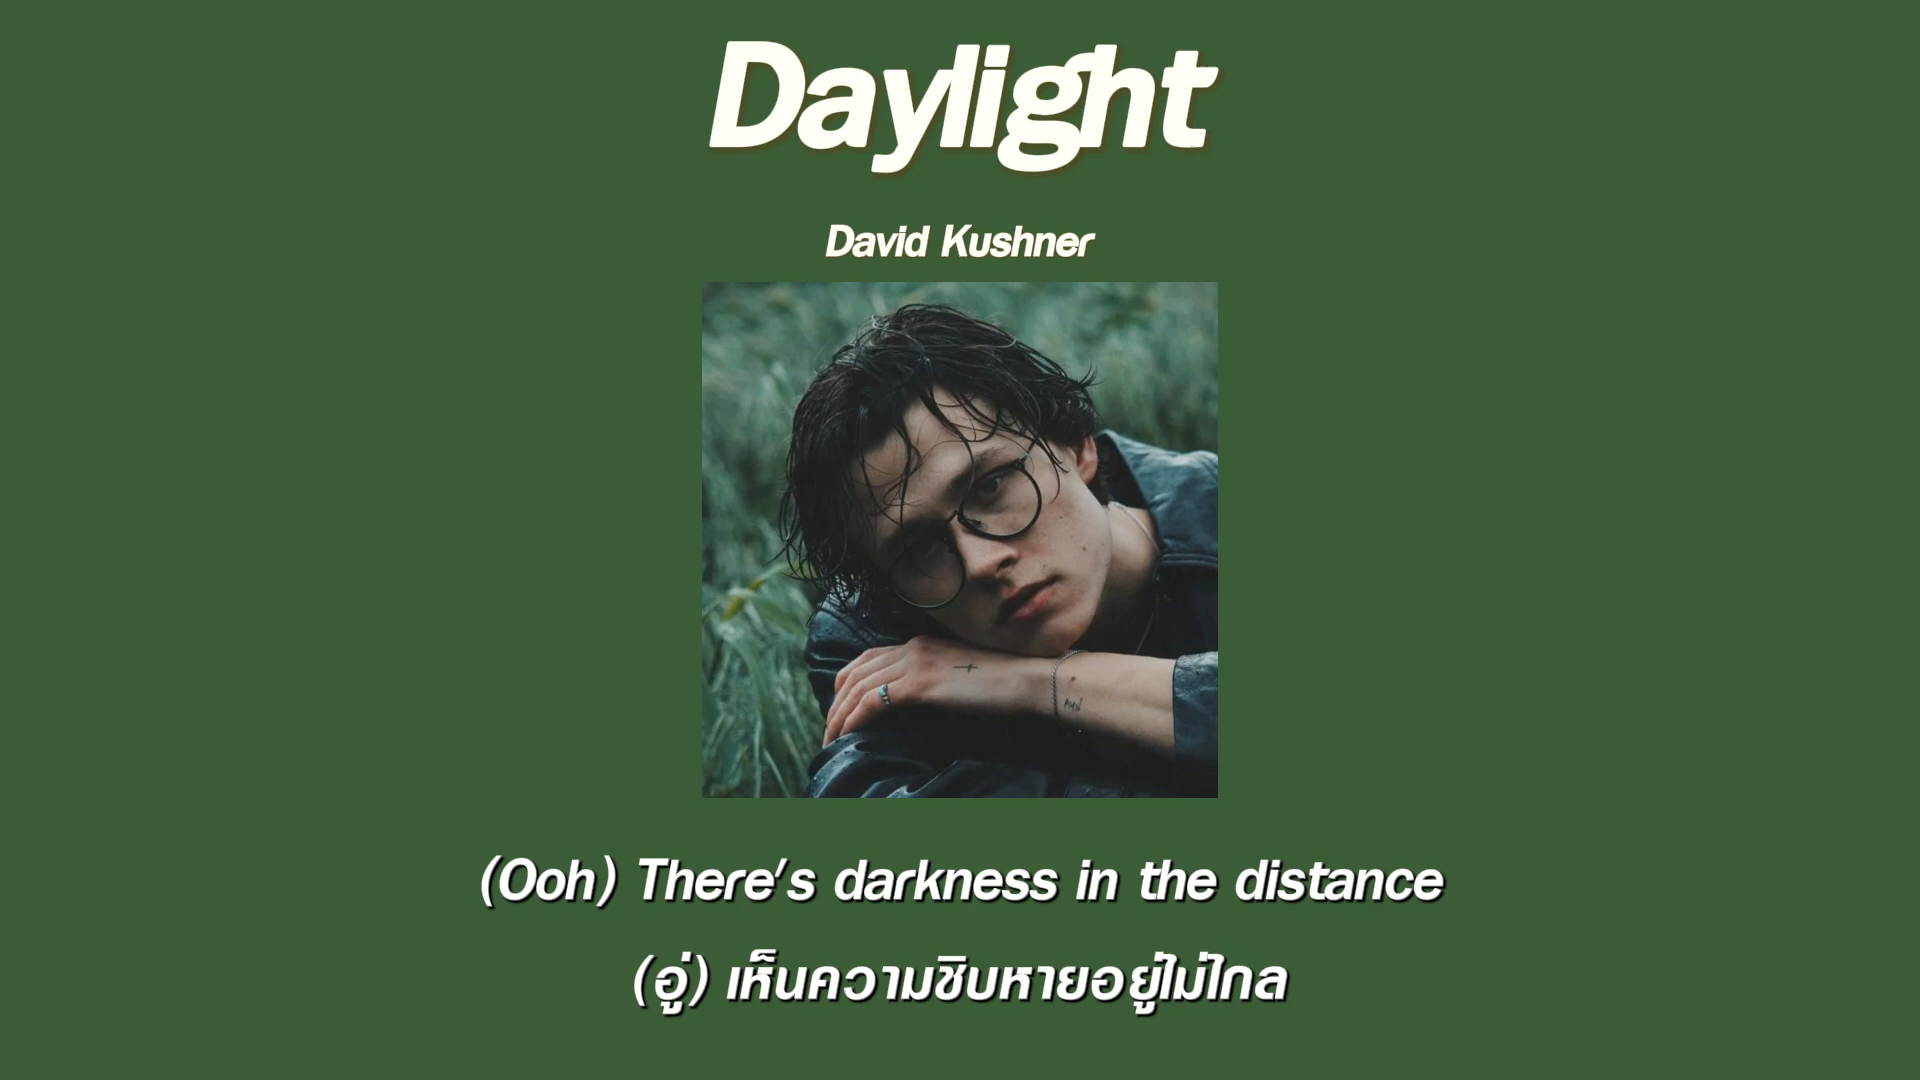 Daylight
David Kushner
(Ooh) There's darkness in the distance
(อู่) เห็นความชิบหายอยู่ไม่ไกล